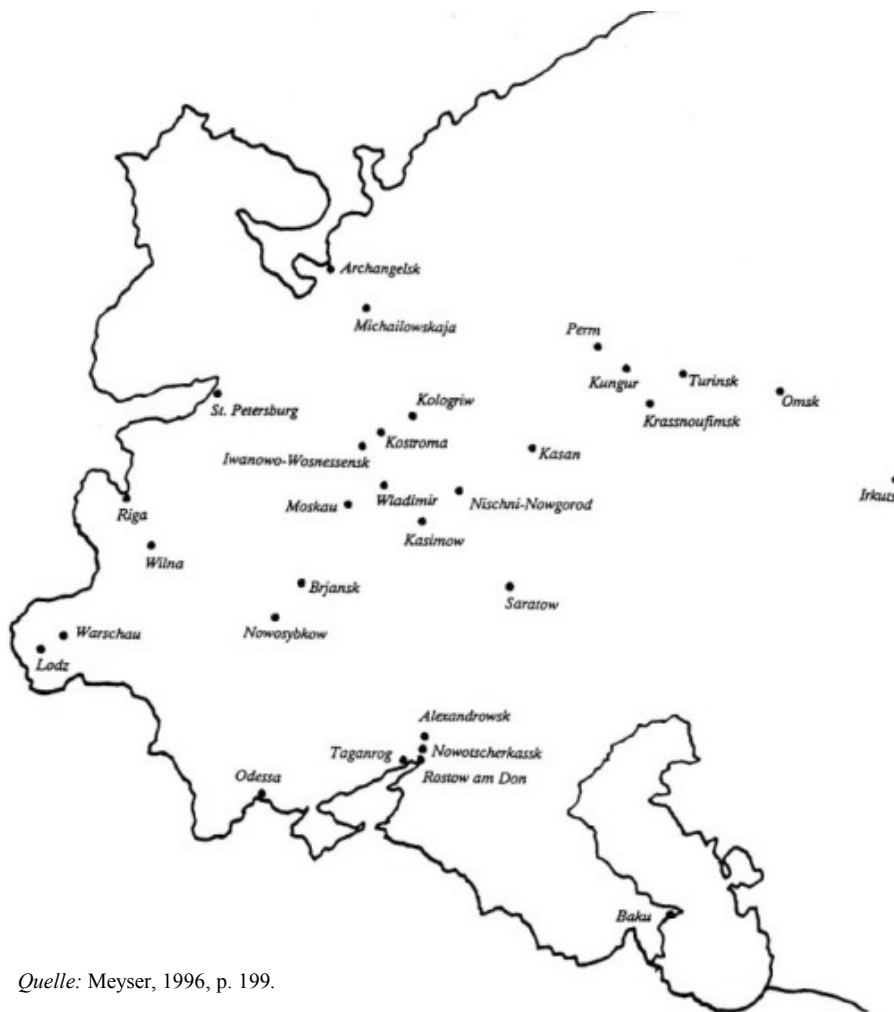 Archangelsk
Michailowskaja
Perm
Kungur
Turinsk
Omsk
St. Petersburg
Kologriw
Krassnoufimsk
Kostroma
Iwanowo-Wosnessensk
Kasan
Irkuts
Riga
Moskau
Wladimir
Nischni-Nowgorod
Kasimow
Wilna
Brjansk
Saratow
Warschau
Nowosybkow
Lodz
Alexandrowsk
Taganrog
Nowotscherkassk
Odessa
Rostow am Don
Baku
Quelle: Meyser, 1996, p. 199.